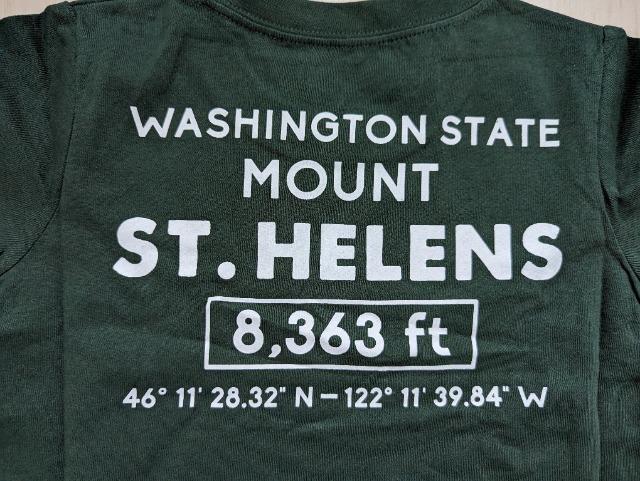 WASHINGTON STATE
MOUNT
ST. HELENS
8,363 ft
46° 11' 28.32" N – 122° 11' 39.84" W